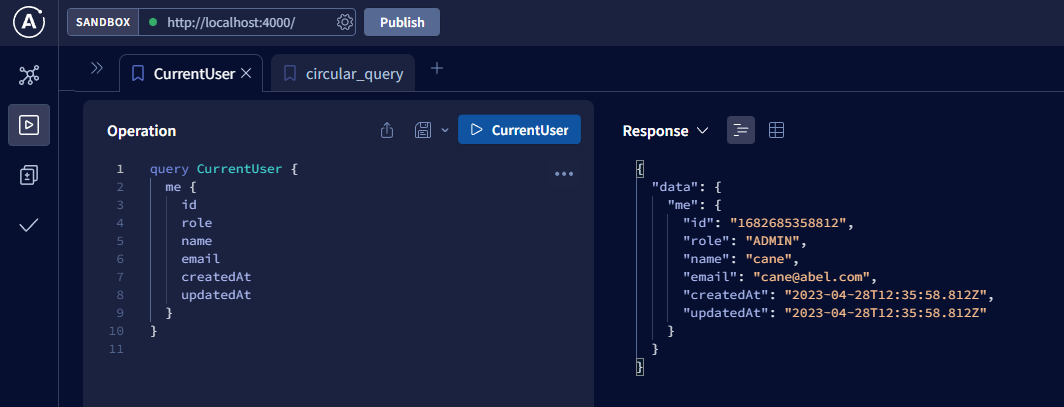 SANDBOX http://localhost:4000/ Publish
CurrentUser circular_query
Operation CurrentUser
1 query CurrentUser {
2 me {
3 id
4 role
5 name
6 email
7 createdAt
8 updatedAt
9 }
10 }
11
Response
{
"data": {
"me": {
"id": "1682685358812",
"role": "ADMIN",
"name": "cane",
"email": "cane@abel.com",
"createdAt": "2023-04-28T12:35:58.812Z",
"updatedAt": "2023-04-28T12:35:58.812Z"
}
}
}